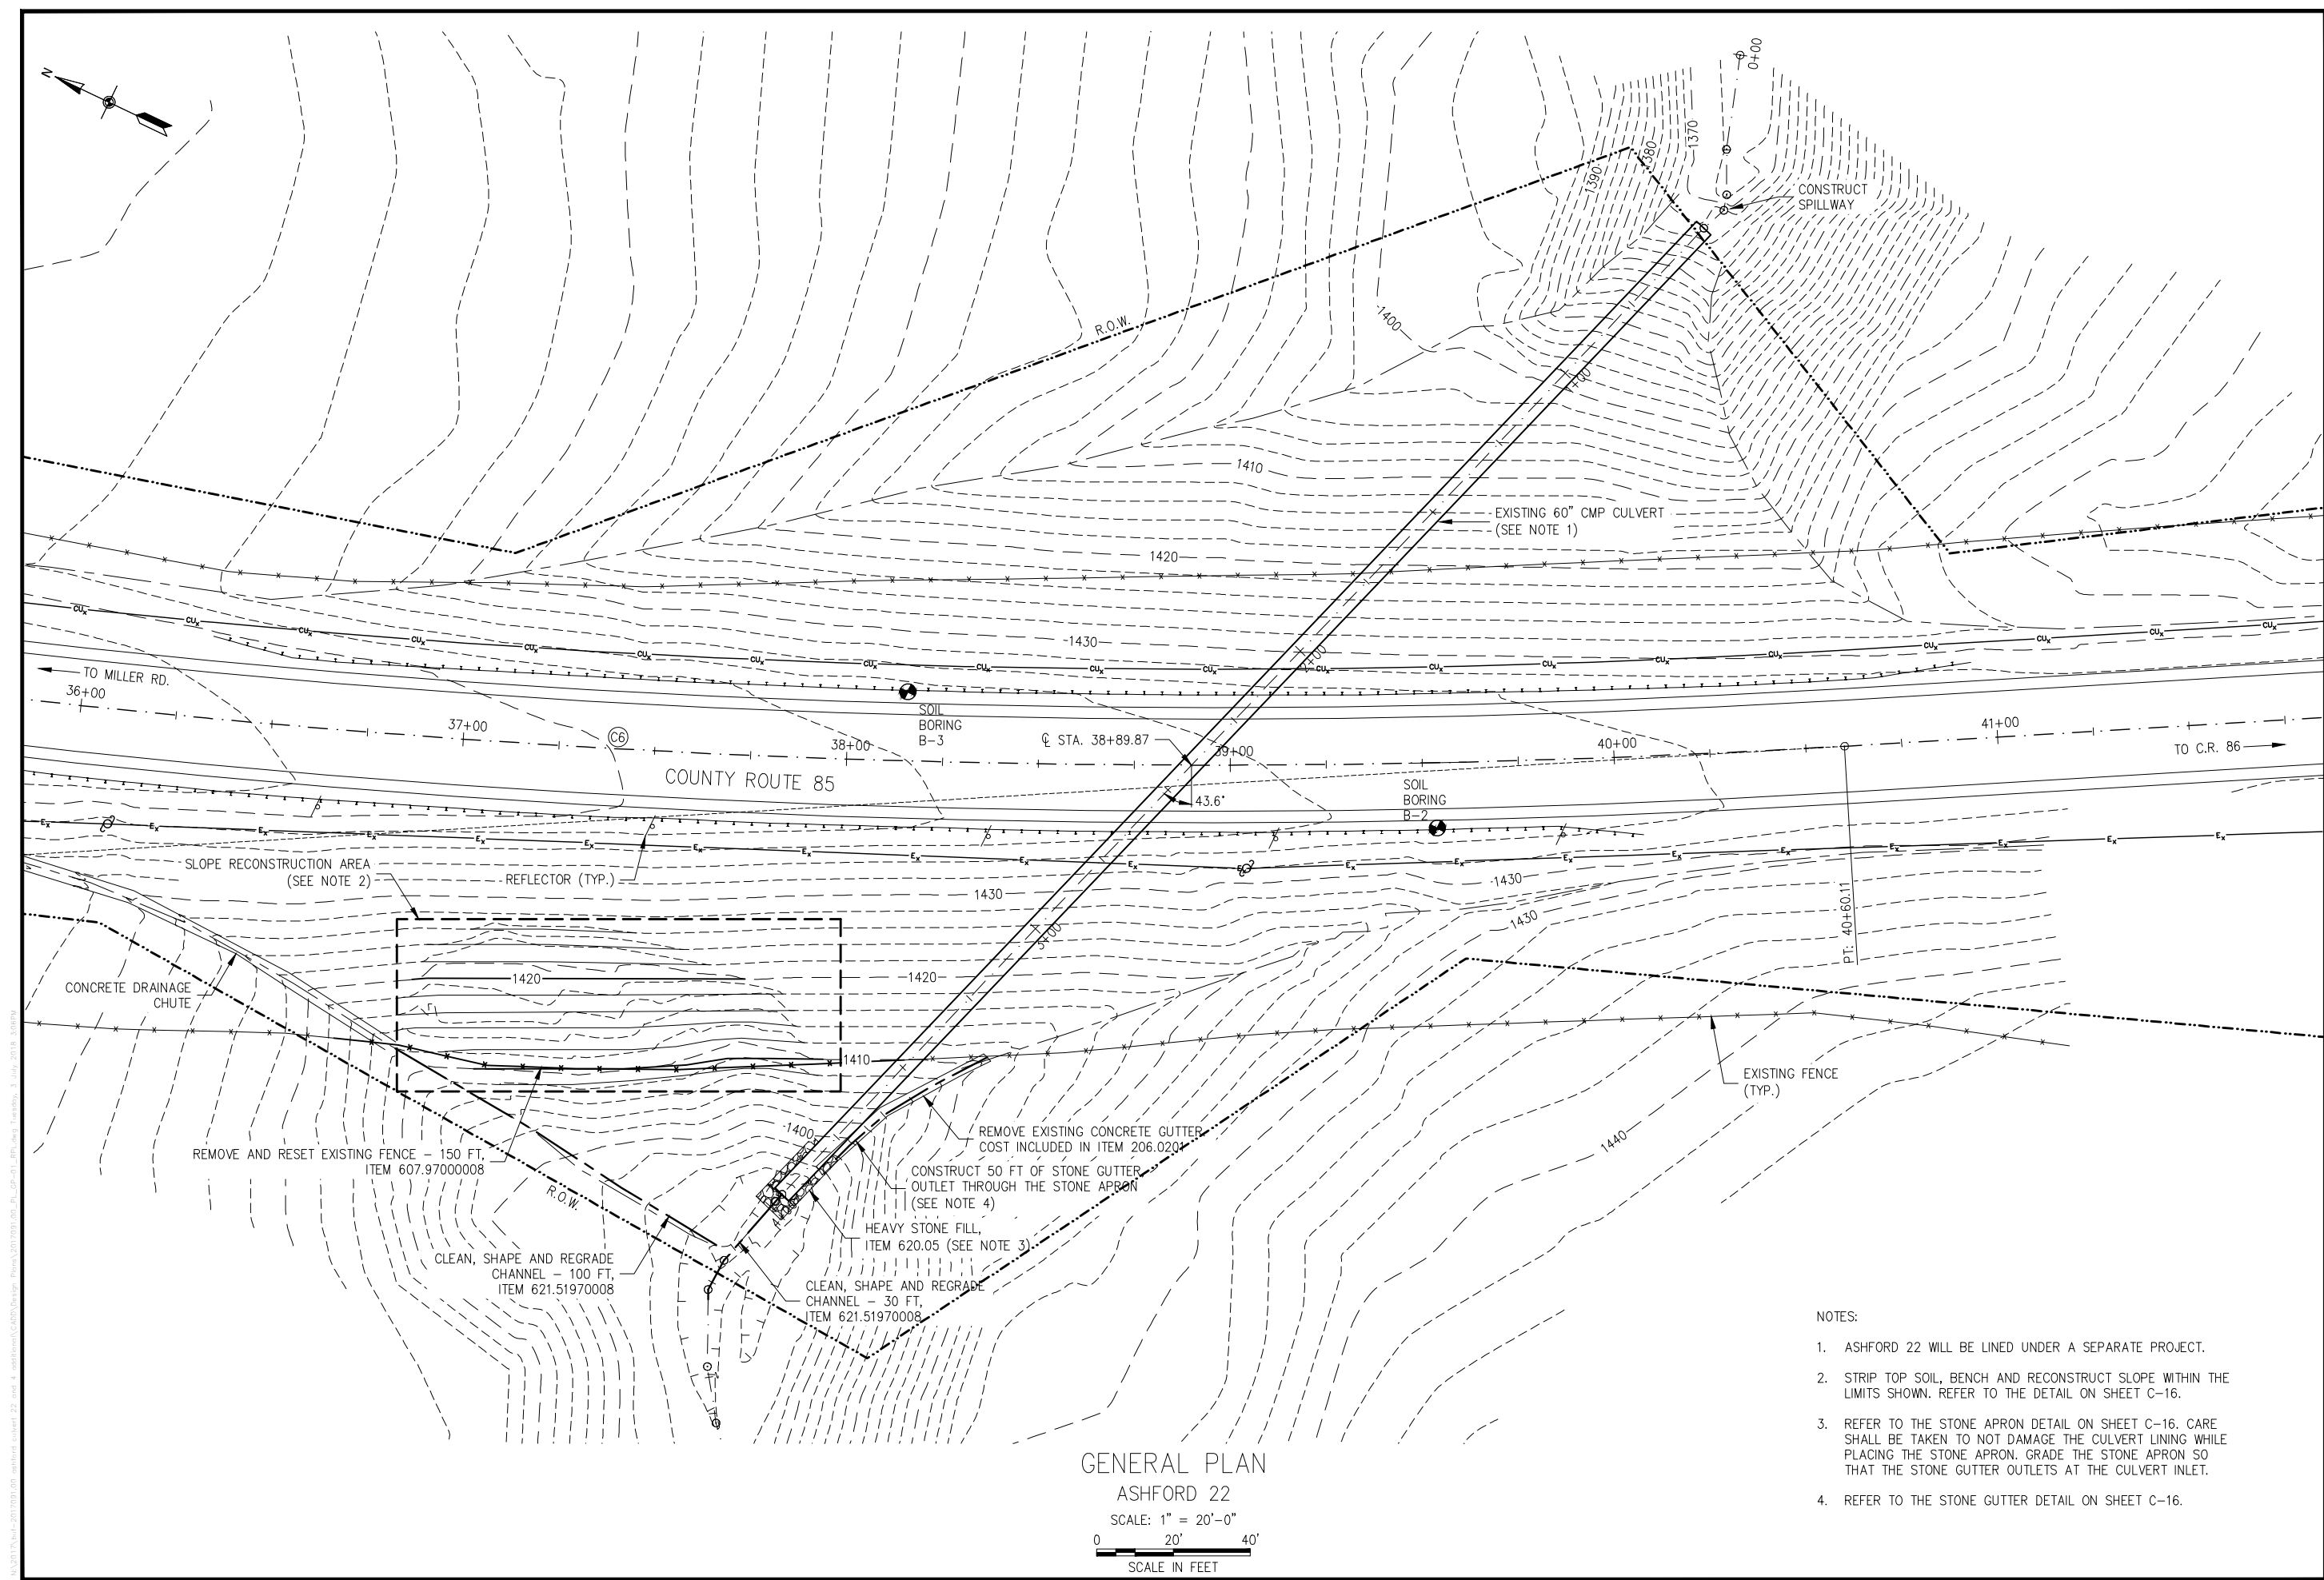 N
0+00
1370
1380
1390
CONSTRUCT
SPILLWAY
R.O.W.
1400
1+00
1410
EXISTING 60" CMP CULVERT
(SEE NOTE 1)
1420
1430
TO MILLER RD.
36+00
37+00
C6
38+00
SOIL
BORING
B-3
℄ STA. 38+89.87
39+00
40+00
41+00
TO C.R. 86
COUNTY ROUTE 85
43.6°
SOIL
BORING
B-2
SLOPE RECONSTRUCTION AREA
(SEE NOTE 2)
REFLECTOR (TYP.)
1430
1430
1430
PT: 40+60.11
3+00
1420
1420
CONCRETE DRAINAGE
CHUTE
1410
EXISTING FENCE
(TYP.)
1440
1400
REMOVE AND RESET EXISTING FENCE - 150 FT,
ITEM 607.97000008
REMOVE EXISTING CONCRETE GUTTER
COST INCLUDED IN ITEM 206.0201
CONSTRUCT 50 FT OF STONE GUTTER,
OUTLET THROUGH THE STONE APRON
(SEE NOTE 4)
R.O.W.
HEAVY STONE FILL,
ITEM 620.05 (SEE NOTE 3)
CLEAN, SHAPE AND REGRADE
CHANNEL - 100 FT,
ITEM 621.51970008
CLEAN, SHAPE AND REGRADE
CHANNEL - 30 FT,
ITEM 621.51970008
NOTES:
1. ASHFORD 22 WILL BE LINED UNDER A SEPARATE PROJECT.
2. STRIP TOP SOIL, BENCH AND RECONSTRUCT SLOPE WITHIN THE
LIMITS SHOWN. REFER TO THE DETAIL ON SHEET C-16.
3. REFER TO THE STONE APRON DETAIL ON SHEET C-16. CARE
SHALL BE TAKEN TO NOT DAMAGE THE CULVERT LINING WHILE
PLACING THE STONE APRON. GRADE THE STONE APRON SO
THAT THE STONE GUTTER OUTLETS AT THE CULVERT INLET.
4. REFER TO THE STONE GUTTER DETAIL ON SHEET C-16.
GENERAL PLAN
ASHFORD 22
SCALE: 1" = 20'-0"
0 20' 40'
SCALE IN FEET